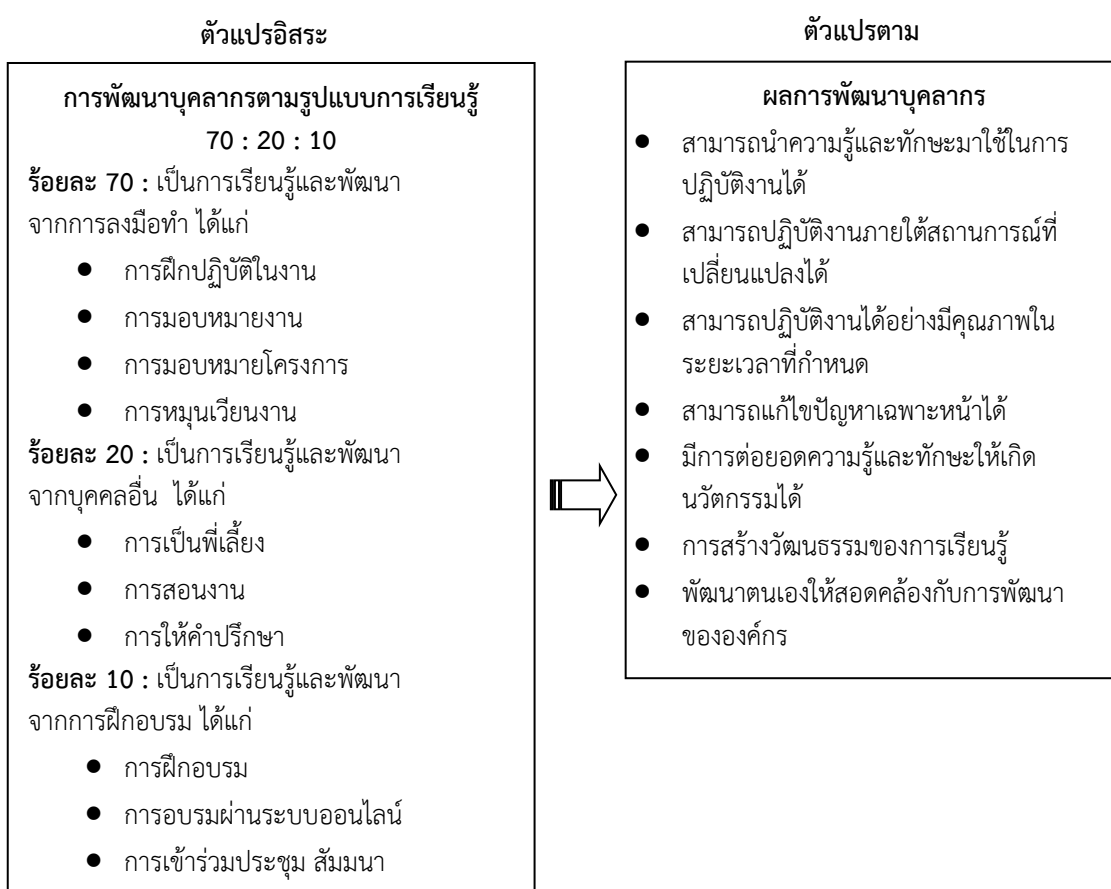 ตัวแปรอิสระ
การพัฒนาบุคลากรตามรูปแบบการเรียนรู้
70 : 20 : 10
ร้อยละ 70 : เป็นการเรียนรู้และพัฒนา
จากการลงมือทำ ได้แก่
● การฝึกปฏิบัติในงาน
● การมอบหมายงาน
● การมอบหมายโครงการ
● การหมุนเวียนงาน
ร้อยละ 20 : เป็นการเรียนรู้และพัฒนา
จากบุคคลอื่น ได้แก่
● การเป็นพี่เลี้ยง
● การสอนงาน
● การให้คำปรึกษา
ร้อยละ 10 : เป็นการเรียนรู้และพัฒนา
จากการฝึกอบรม ได้แก่
● การฝึกอบรม
● การอบรมผ่านระบบออนไลน์
● การเข้าร่วมประชุม สัมมนา
ตัวแปรตาม
ผลการพัฒนาบุคลากร
● สามารถนำความรู้และทักษะมาใช้ในการ
ปฏิบัติงานได้
● สามารถปฏิบัติงานภายใต้สถานการณ์ที่
เปลี่ยนแปลงได้
● สามารถปฏิบัติงานได้อย่างมีคุณภาพใน
ระยะเวลาที่กำหนด
● สามารถแก้ไขปัญหาเฉพาะหน้าได้
● มีการต่อยอดความรู้และทักษะให้เกิด
นวัตกรรมได้
● การสร้างวัฒนธรรมของการเรียนรู้
● พัฒนาตนเองให้สอดคล้องกับการพัฒนา
ขององค์กร